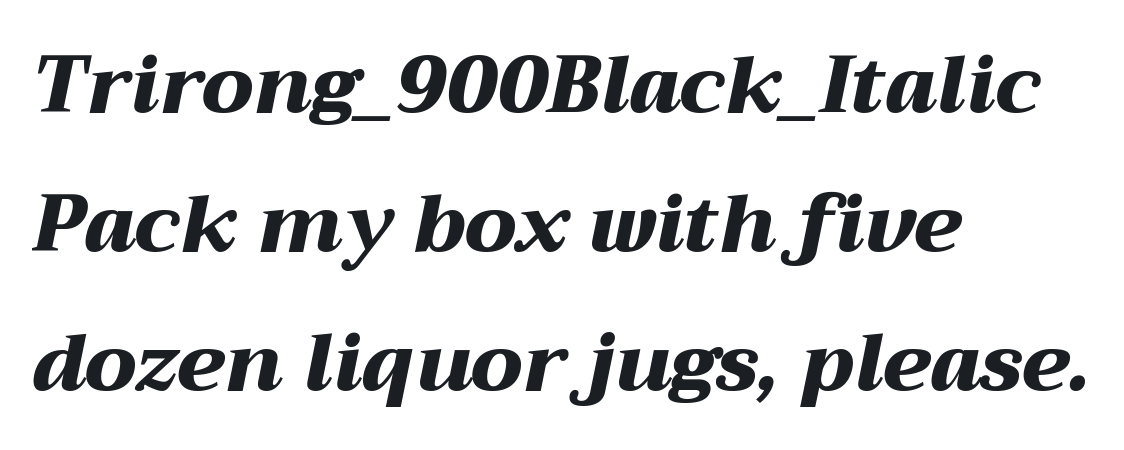 Trirong_900Black_Italic
Pack my box with five
dozen liquor jugs, please.